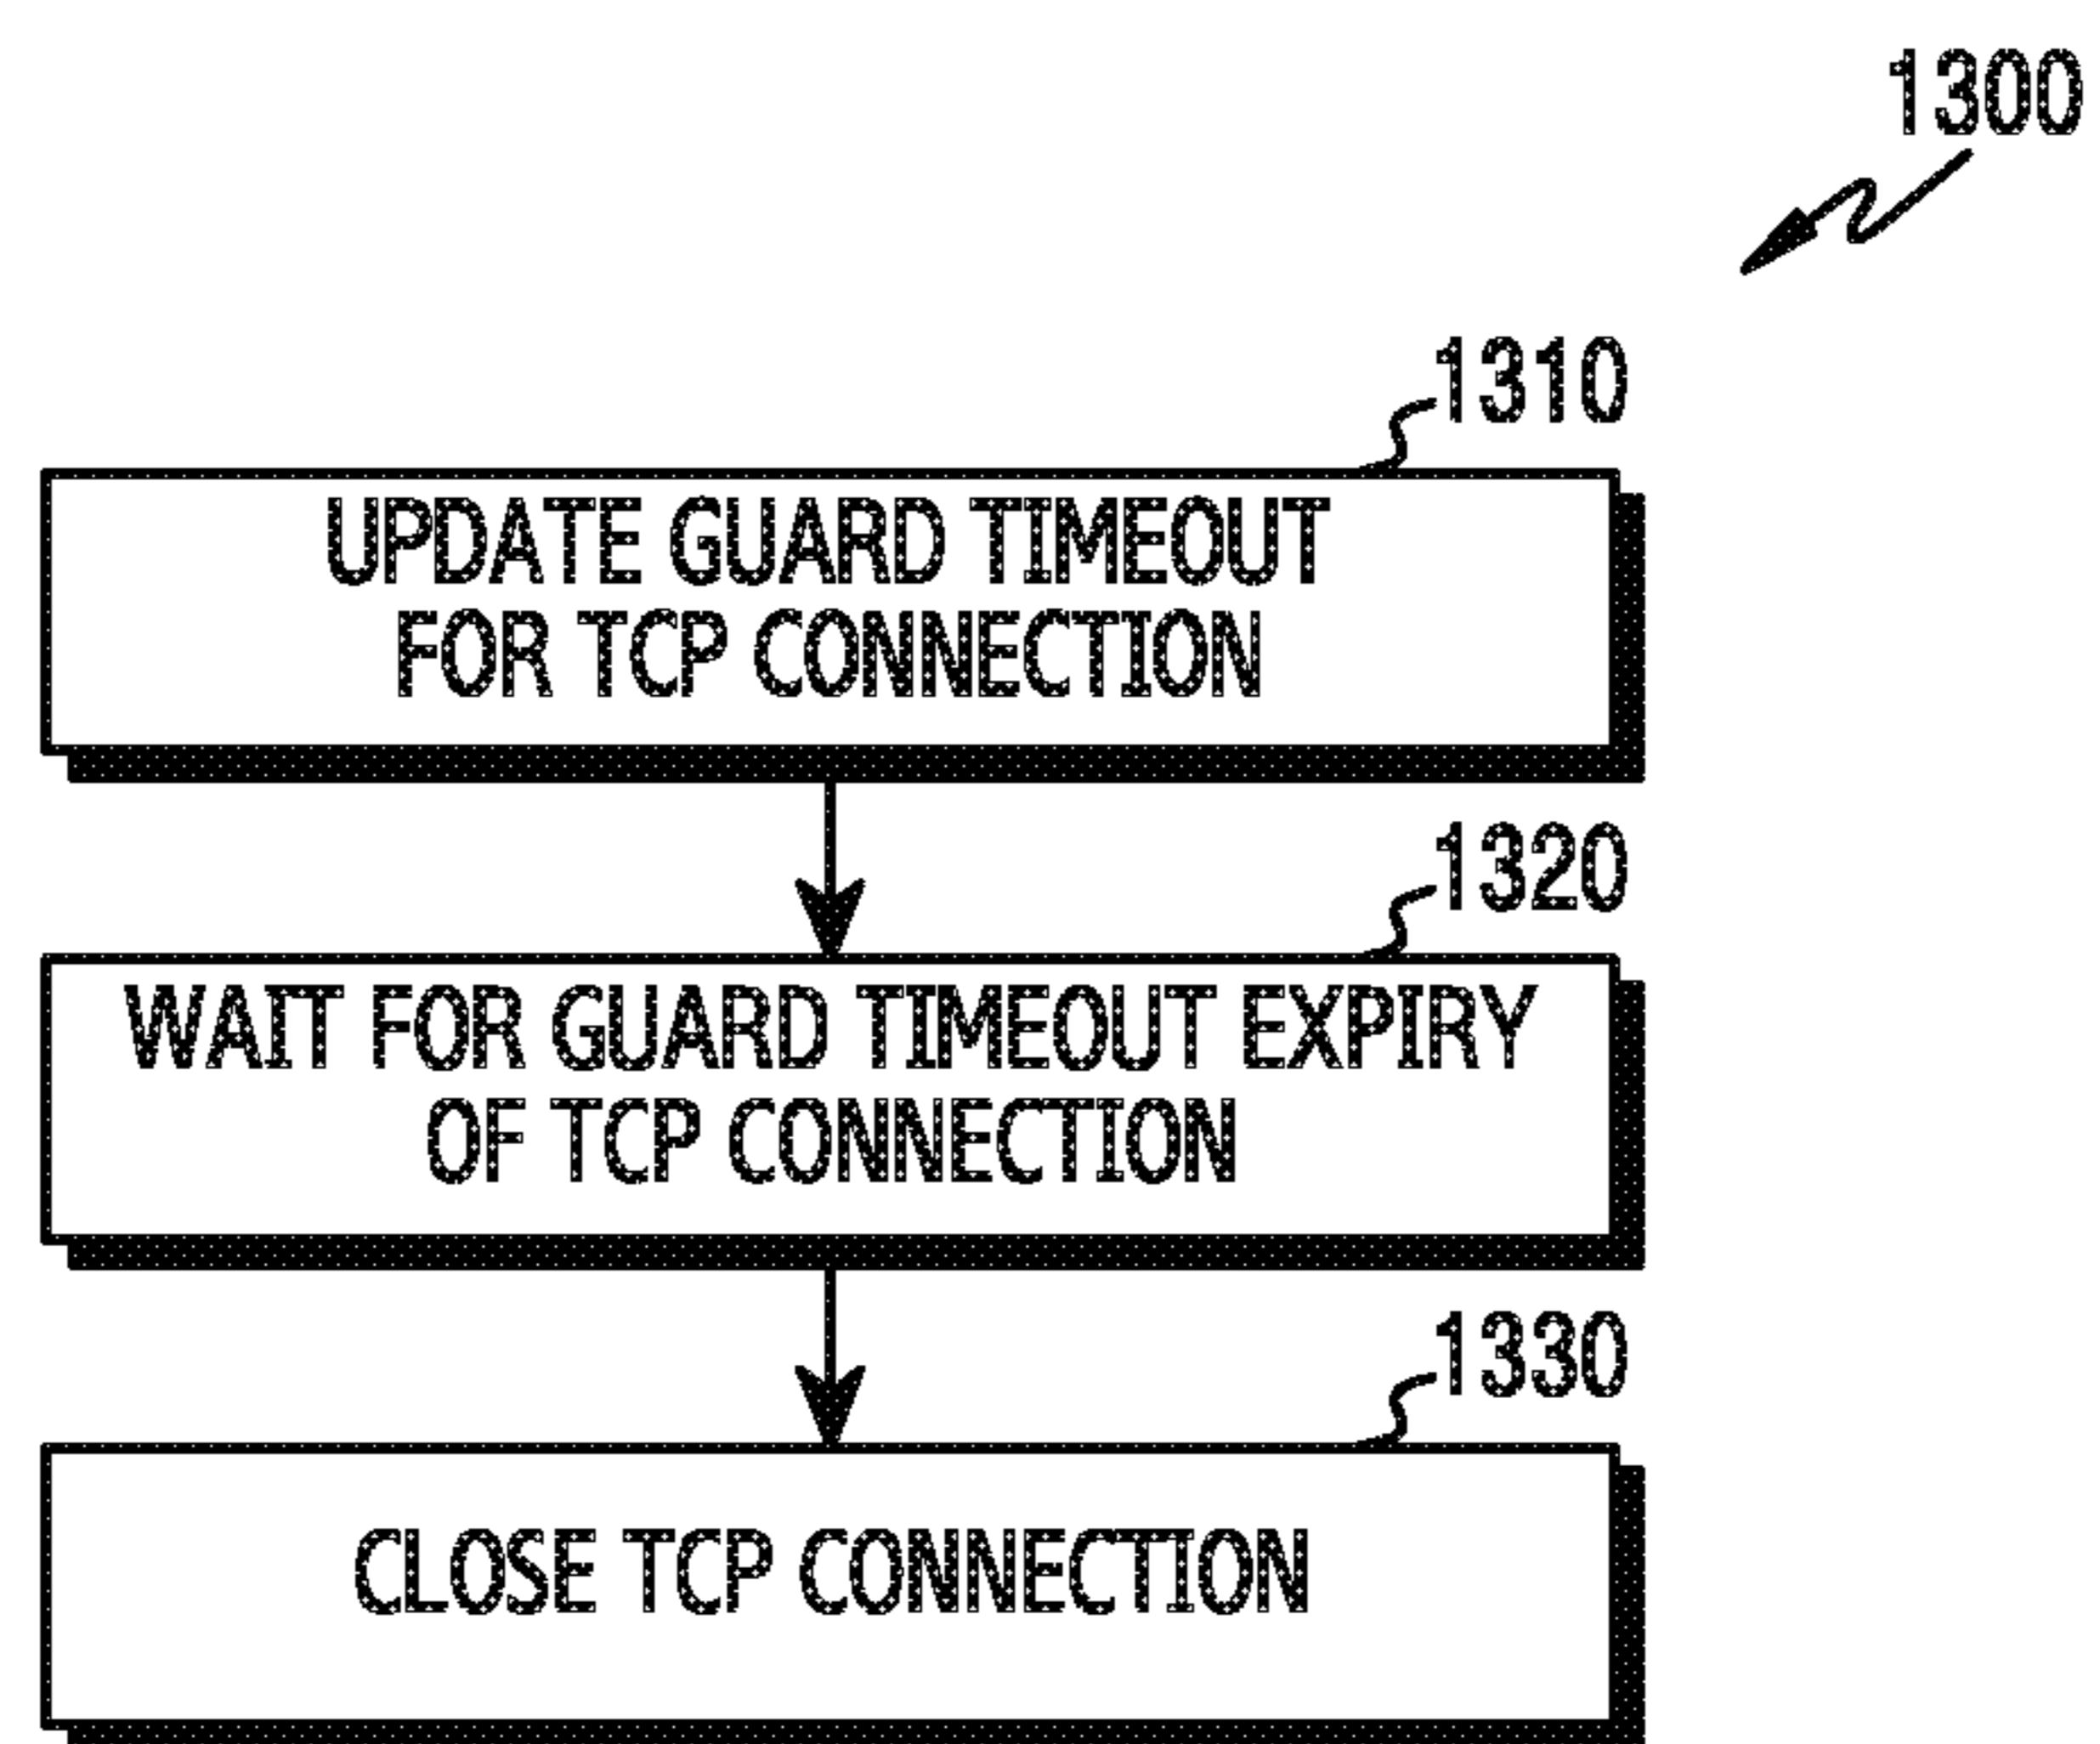 1300
1310
UPDATE GUARD TIMEOUT
FOR TCP CONNECTION
1320
WAIT FOR GUARD TIMEOUT EXPIRY
OF TCP CONNECTION
1330
CLOSE TCP CONNECTION